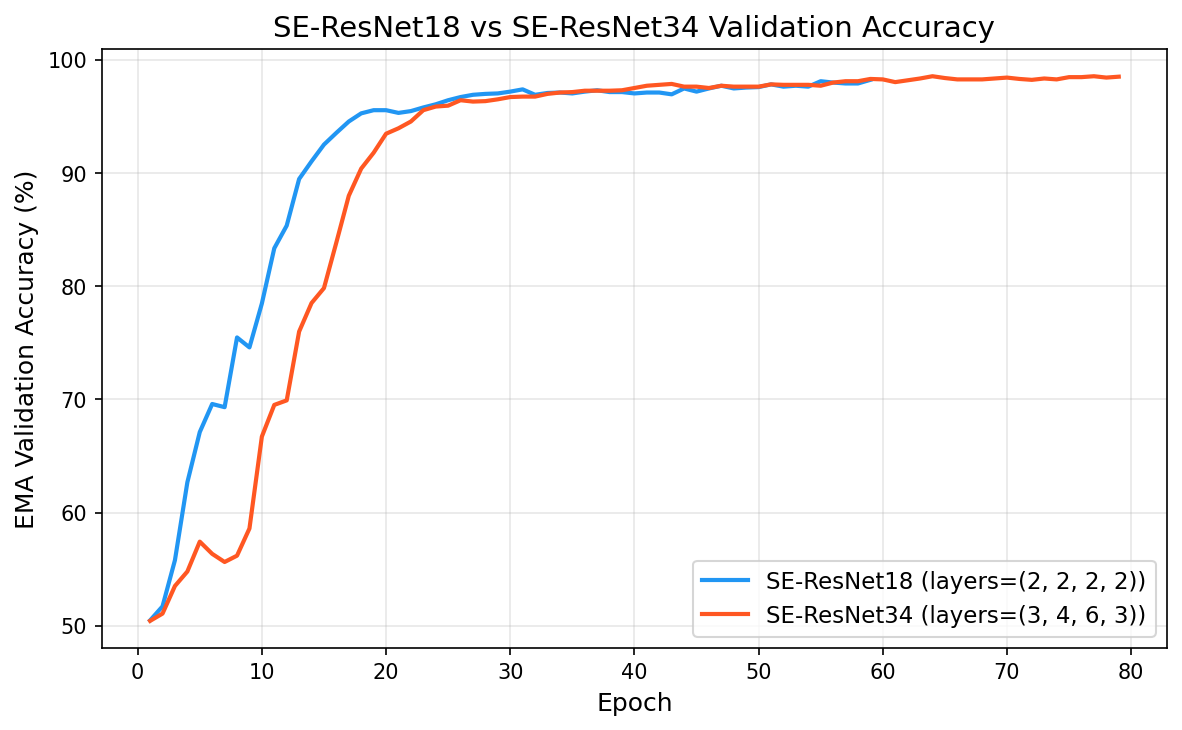 SE-ResNet18 vs SE-ResNet34 Validation Accuracy
EMA Validation Accuracy (%)
100
90
80
70
60
50
SE-ResNet18 (layers=(2, 2, 2, 2))
SE-ResNet34 (layers=(3, 4, 6, 3))
0 10 20 30 40 50 60 70 80
Epoch